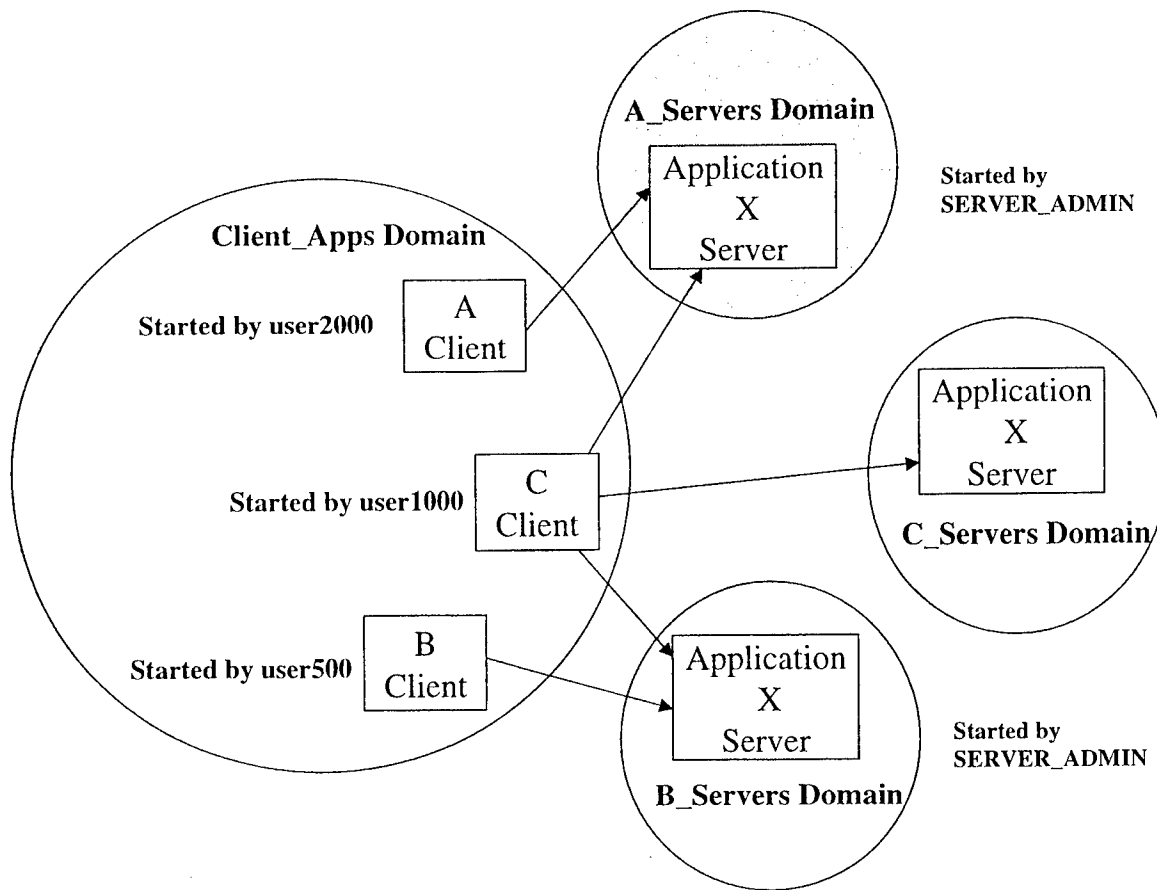 A_Servers Domain
Application
X
Server
Started by
SERVER_ADMIN
Client_Apps Domain
A
Client
Started by user2000
Application
X
Server
C_Servers Domain
C
Client
Started by user1000
B
Client
Started by user500
Application
X
Server
B_Servers Domain
Started by
SERVER_ADMIN